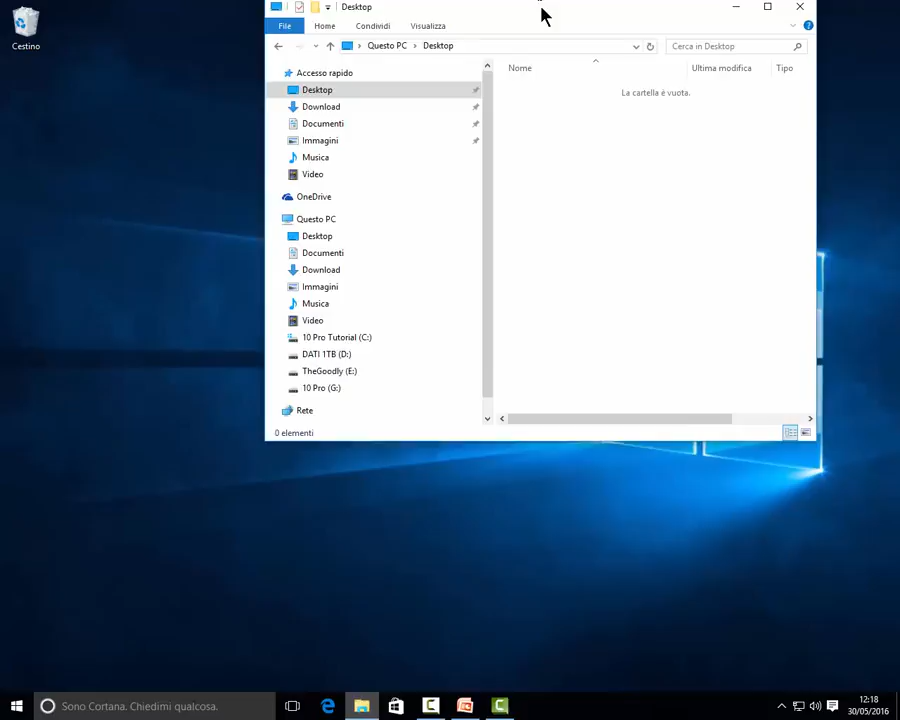 Cestino
Desktop
File Home Condividi Visualizza
Questo PC Desktop
Cerca in Desktop
Nome Ultima modifica Tipo
La cartella è vuota.
Accesso rapido
Desktop
Download
Documenti
Immagini
Musica
Video
OneDrive
Questo PC
Desktop
Documenti
Download
Immagini
Musica
Video
10 Pro Tutorial (C:)
DATI 1TB (D:)
TheGoodly (E:)
10 Pro (G:)
Rete
0 elementi
Sono Cortana. Chiedimi qualcosa.
12:18
30/05/2016